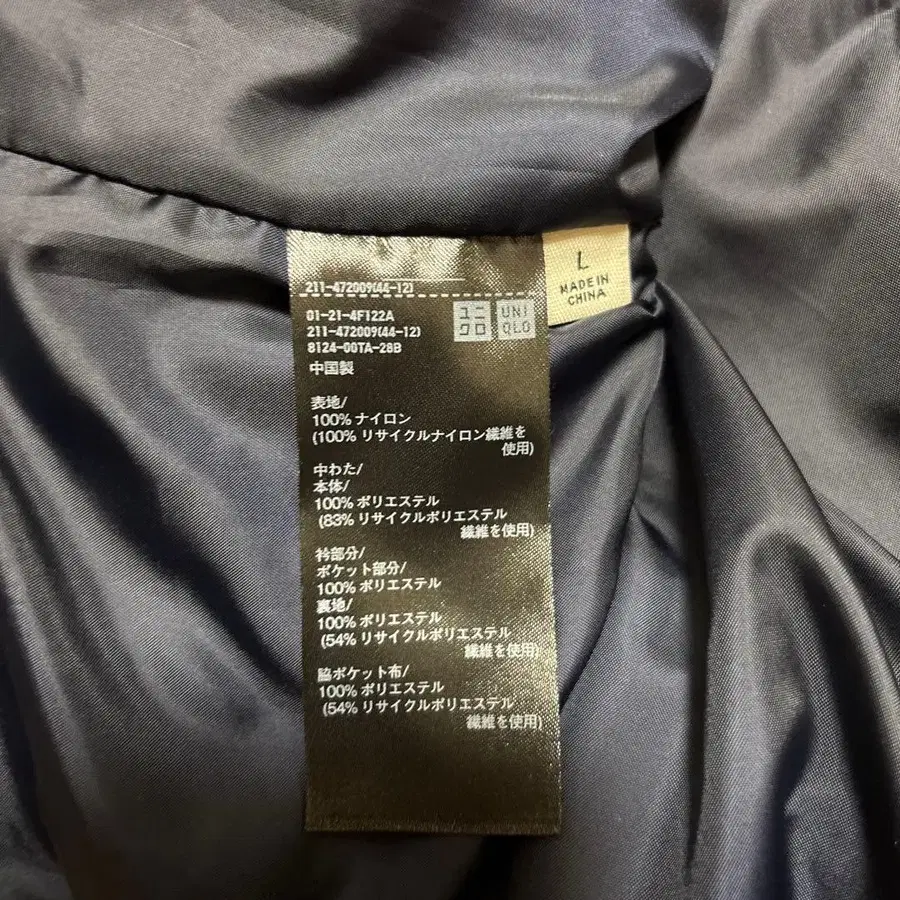 211-472009(44-12)
01-21-4F122A
211-472009(44-12)
8124-00TA-28B
ユニ
クロ
UNI
QLO
L
MADE IN
CHINA
中国製
表地/
100% ナイロン
(100% リサイクルナイロン繊維を
使用)
中わた/
本体/
100% ポリエステル
(83% リサイクルポリエステル
繊維を使用)
衿部分/
ポケット部分/
100% ポリエステル
裏地/
100% ポリエステル
(54% リサイクルポリエステル
繊維を使用)
脇ポケット布/
100% ポリエステル
(54% リサイクルポリエステル
繊維を使用)